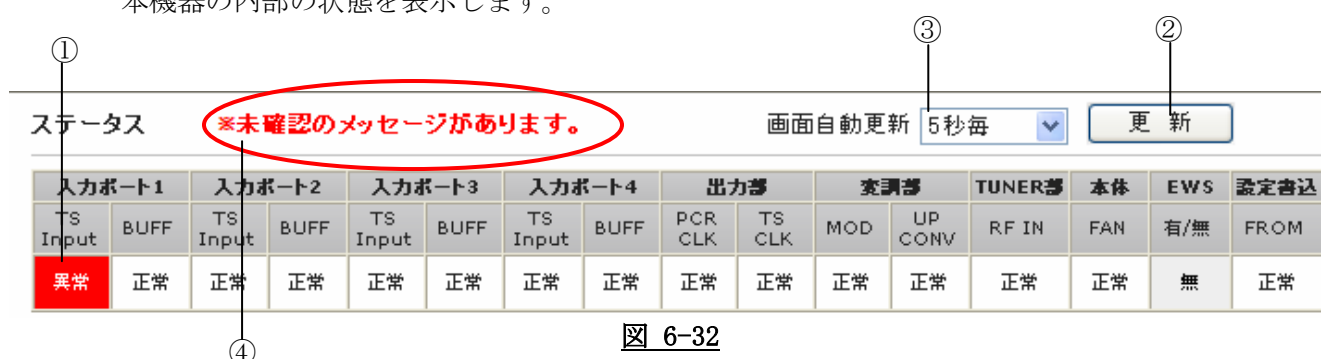 本機器の内部の状態を表示します。
① ③ ②
ステータス ※未確認のメッセージがあります。 画面自動更新 5秒毎 更 新
入力ポート1 入力ポート2 入力ポート3 入力ポート4 出力部 変調部 TUNER部 本体 EWS 設定書込
TS Input BUFF TS Input BUFF TS Input BUFF TS Input BUFF PCR CLK TS CLK MOD UP CONV RF IN FAN 有/無 FROM
異常 正常 正常 正常 正常 正常 正常 正常 正常 正常 正常 正常 正常 正常 無 正常
図 6-32
④